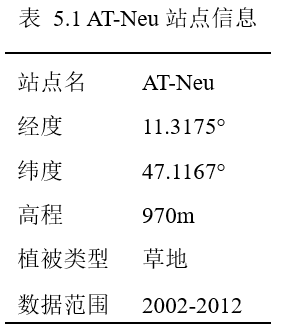 表 5.1 AT-Neu 站点信息
站点名 AT-Neu
经度 11.3175°
纬度 47.1167°
高程 970m
植被类型 草地
数据范围 2002-2012